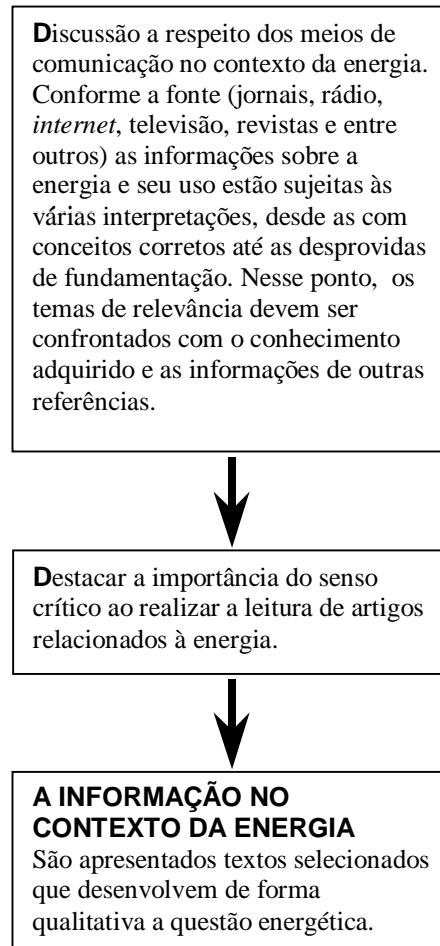 Discussão a respeito dos meios de
comunicação no contexto da energia.
Conforme a fonte (jornais, rádio,
internet, televisão, revistas e entre
outros) as informações sobre a
energia e seu uso estão sujeitas às
várias interpretações, desde as com
conceitos corretos até as desprovidas
de fundamentação. Nesse ponto, os
temas de relevância devem ser
confrontados com o conhecimento
adquirido e as informações de outras
referências.
Destacar a importância do senso
crítico ao realizar a leitura de artigos
relacionados à energia.
A INFORMAÇÃO NO
CONTEXTO DA ENERGIA
São apresentados textos selecionados
que desenvolvem de forma
qualitativa a questão energética.